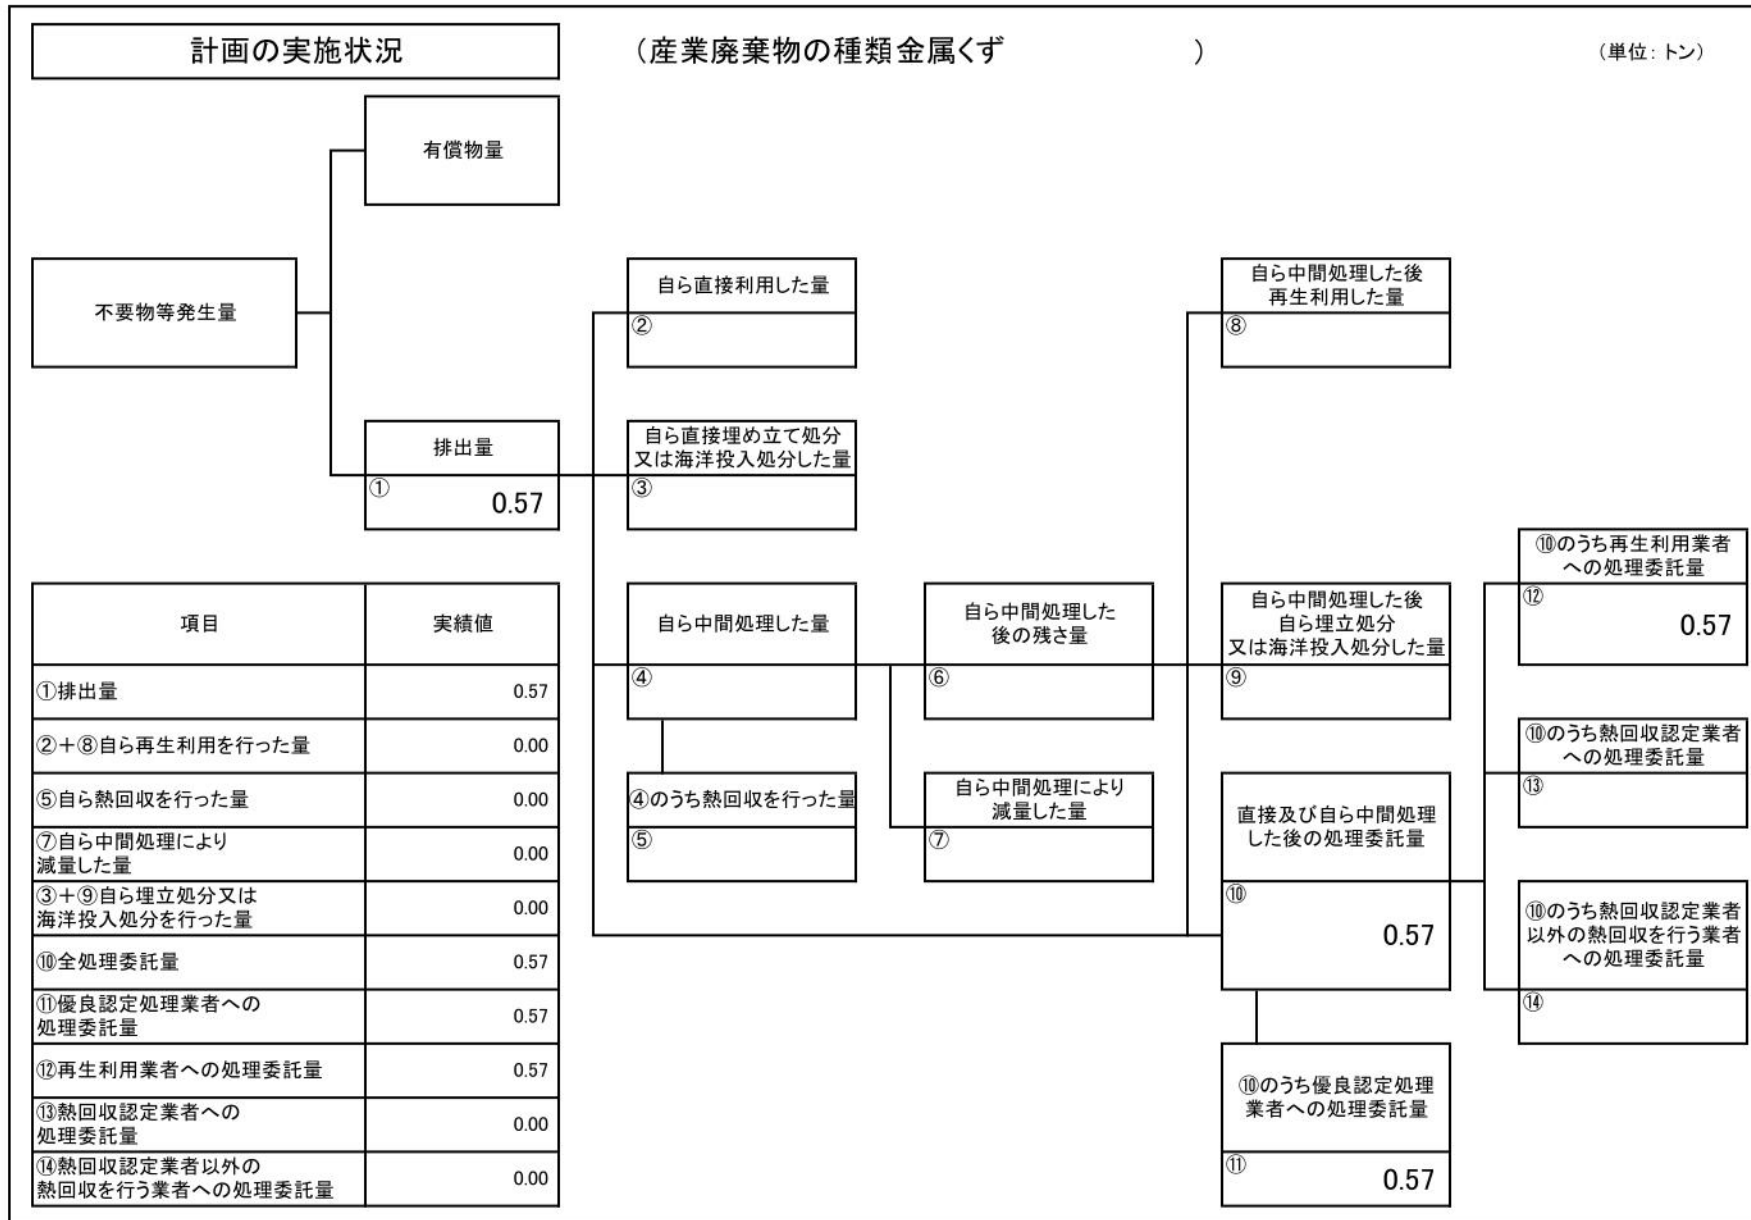 計画の実施状況
（産業廃棄物の種類金属くず　　　　　　　）
（単位：トン）
有償物量
不要物等発生量
自ら直接利用した量
②
自ら中間処理した後
再生利用した量
⑧
排出量
①
0.57
自ら直接埋め立て処分
又は海洋投入処分した量
③
⑩のうち再生利用業者
への処理委託量
⑫
0.57
自ら中間処理した量
④
自ら中間処理した
後の残さ量
⑥
自ら中間処理した後
自ら埋立処分
又は海洋投入処分した量
⑨
⑩のうち熱回収認定業者
への処理委託量
⑬
④のうち熱回収を行った量
⑤
自ら中間処理により
減量した量
⑦
直接及び自ら中間処理
した後の処理委託量
⑩
0.57
⑩のうち熱回収認定業者
以外の熱回収を行う業者
への処理委託量
⑭
⑩のうち優良認定処理
業者への処理委託量
⑪
0.57
項目 実績値
①排出量 0.57
②＋⑧自ら再生利用を行った量 0.00
⑤自ら熱回収を行った量 0.00
⑦自ら中間処理により
減量した量 0.00
③＋⑨自ら埋立処分又は
海洋投入処分を行った量 0.00
⑩全処理委託量 0.57
⑪優良認定処理業者への
処理委託量 0.57
⑫再生利用業者への処理委託量 0.57
⑬熱回収認定業者への
処理委託量 0.00
⑭熱回収認定業者以外の
熱回収を行う業者への処理委託量 0.00